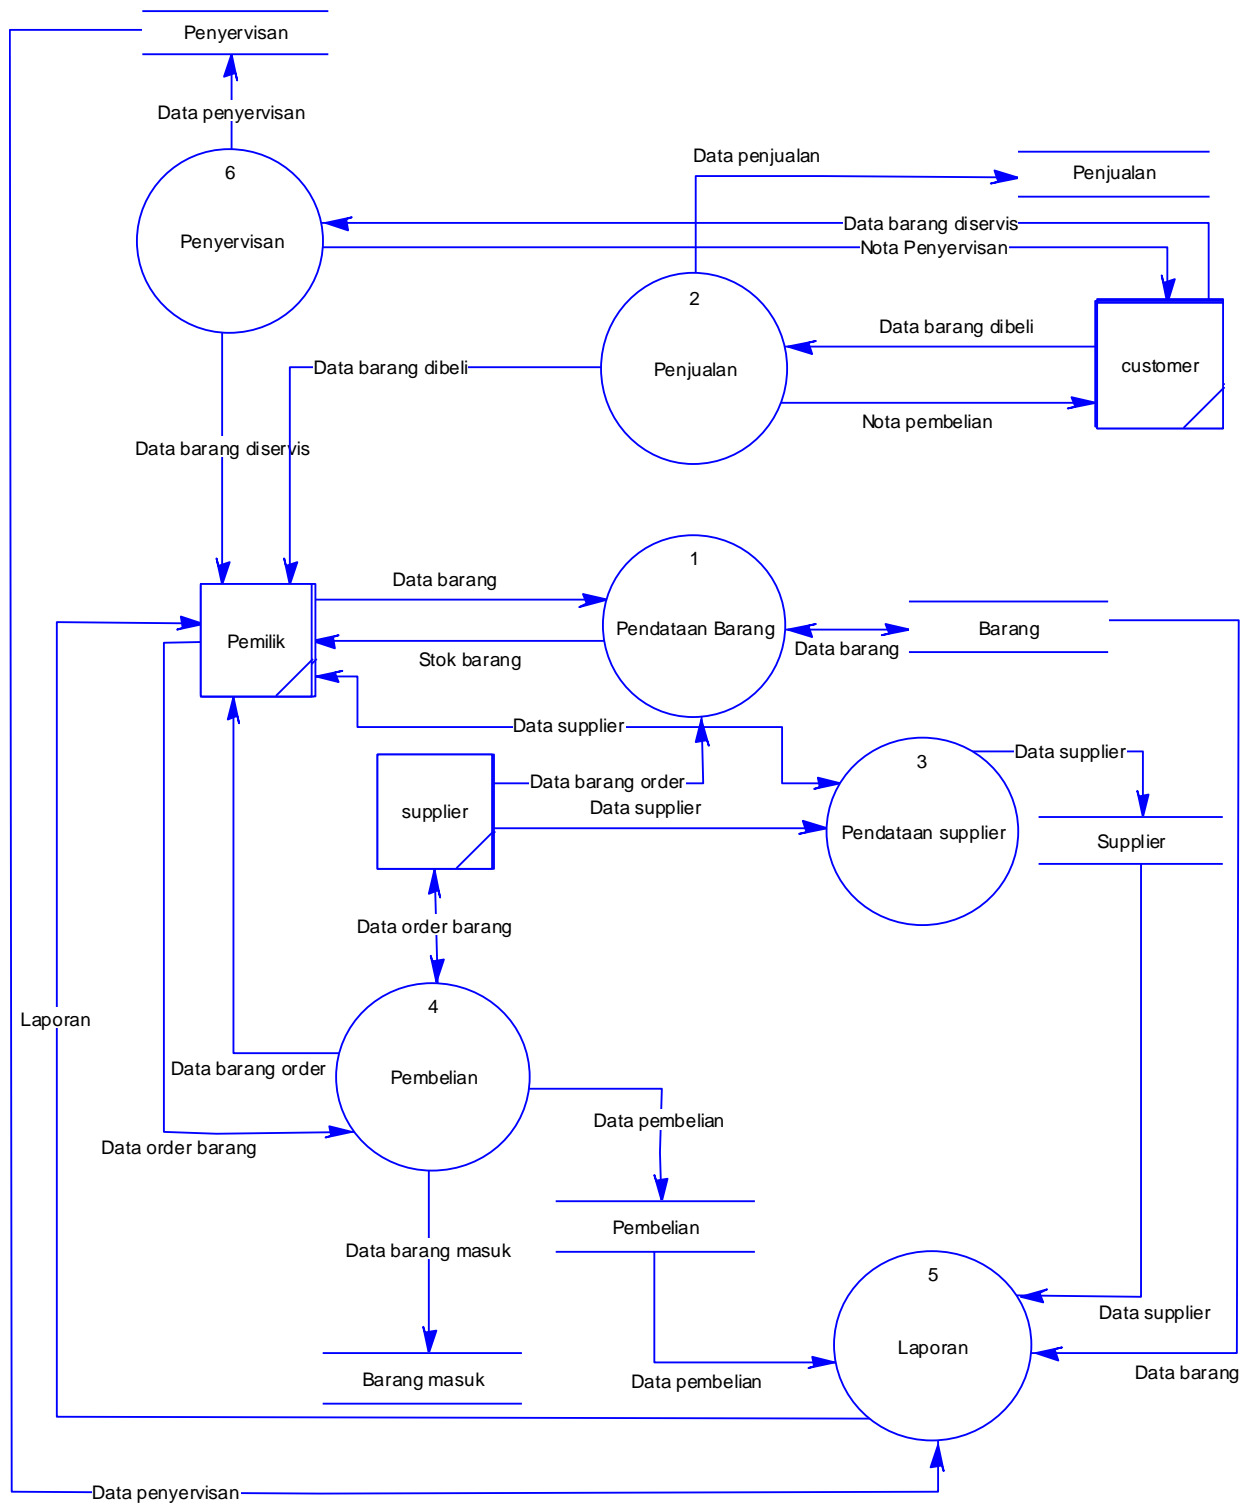 Penyervisan
Data penyervisan
6
Penyervisan
Data penjualan
Penjualan
Data barang diservis
Nota Penyervisan
2
Penjualan
Data barang dibeli
customer
Nota pembelian
Data barang dibeli
Data barang diservis
1
Pendataan Barang
Data barang
Pemilik
Stok barang
Barang
Data barang
Data supplier
3
Pendataan supplier
Data supplier
Data barang order
Data supplier
supplier
Supplier
Data order barang
4
Pembelian
Laporan
Data barang order
Data order barang
Data pembelian
Pembelian
Data barang masuk
Barang masuk
5
Laporan
Data supplier
Data barang
Data pembelian
Data penyervisan